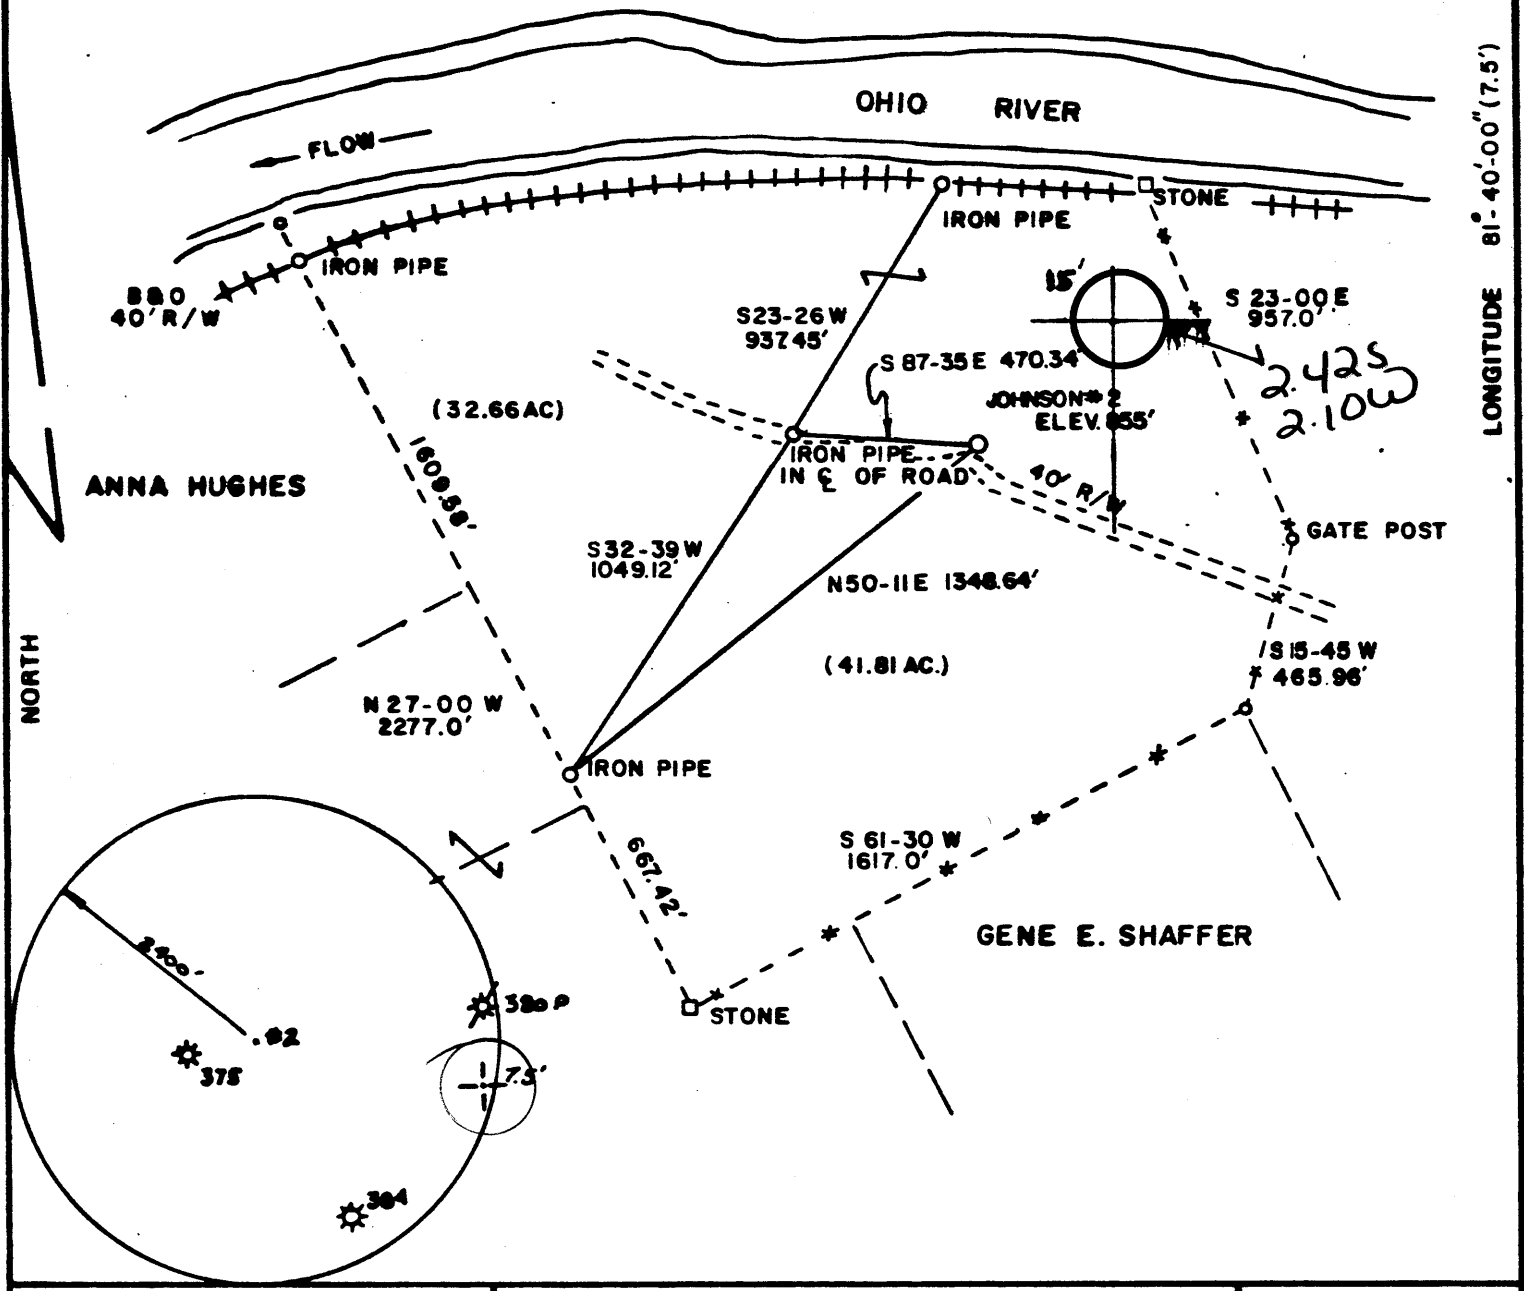 OHIO RIVER
FLOW
STONE
IRON PIPE
IRON PIPE
B&O
40' R/W
15'
S 23-00 E
957.0'
S23-26 W
937.45'
S 87-35 E 470.34'
2.42S
2.10W
JOHNSON #2
ELEV. 855'
(32.66 AC)
IRON PIPE
IN ℄ OF ROAD
40' R/W
1609.58'
ANNA HUGHES
GATE POST
S32-39 W
1049.12'
N50-11 E 1348.64'
(41.81 AC.)
S 15-45 W
465.96'
NORTH
N 27-00 W
2277.0'
IRON PIPE
667.42'
S 61-30 W
1617.0'
GENE E. SHAFFER
STONE
2400'
#2
375
380 P
7.5'
384
LONGITUDE 81°-40'-00" (7.5')